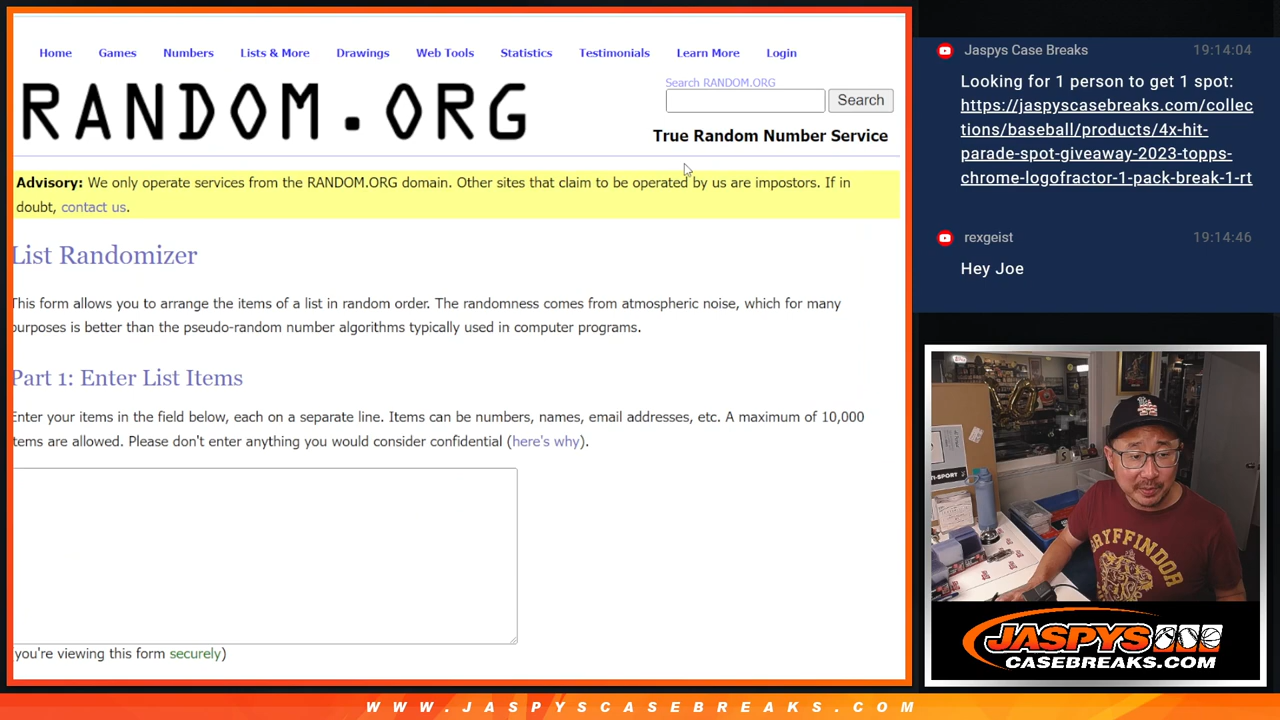 Home Games Numbers Lists & More Drawings Web Tools Statistics Testimonials Learn More Login
RANDOM.ORG
Search RANDOM.ORG
Search
True Random Number Service
Advisory: We only operate services from the RANDOM.ORG domain. Other sites that claim to be operated by us are impostors. If in
doubt, contact us.
List Randomizer
This form allows you to arrange the items of a list in random order. The randomness comes from atmospheric noise, which for many
purposes is better than the pseudo-random number algorithms typically used in computer programs.
Part 1: Enter List Items
Enter your items in the field below, each on a separate line. Items can be numbers, names, email addresses, etc. A maximum of 10,000
items are allowed. Please don't enter anything you would consider confidential (here's why).
you're viewing this form securely)
Jaspys Case Breaks 19:14:04
Looking for 1 person to get 1 spot:
https://jaspyscasebreaks.com/collec
tions/baseball/products/4x-hit-
parade-spot-giveaway-2023-topps-
chrome-logofractor-1-pack-break-1-rt
rexgeist 19:14:46
Hey Joe
GRYFFINDOR
JASPYS
CASEBREAKS.COM
WWW.JASPYSCASEBREAKS.COM